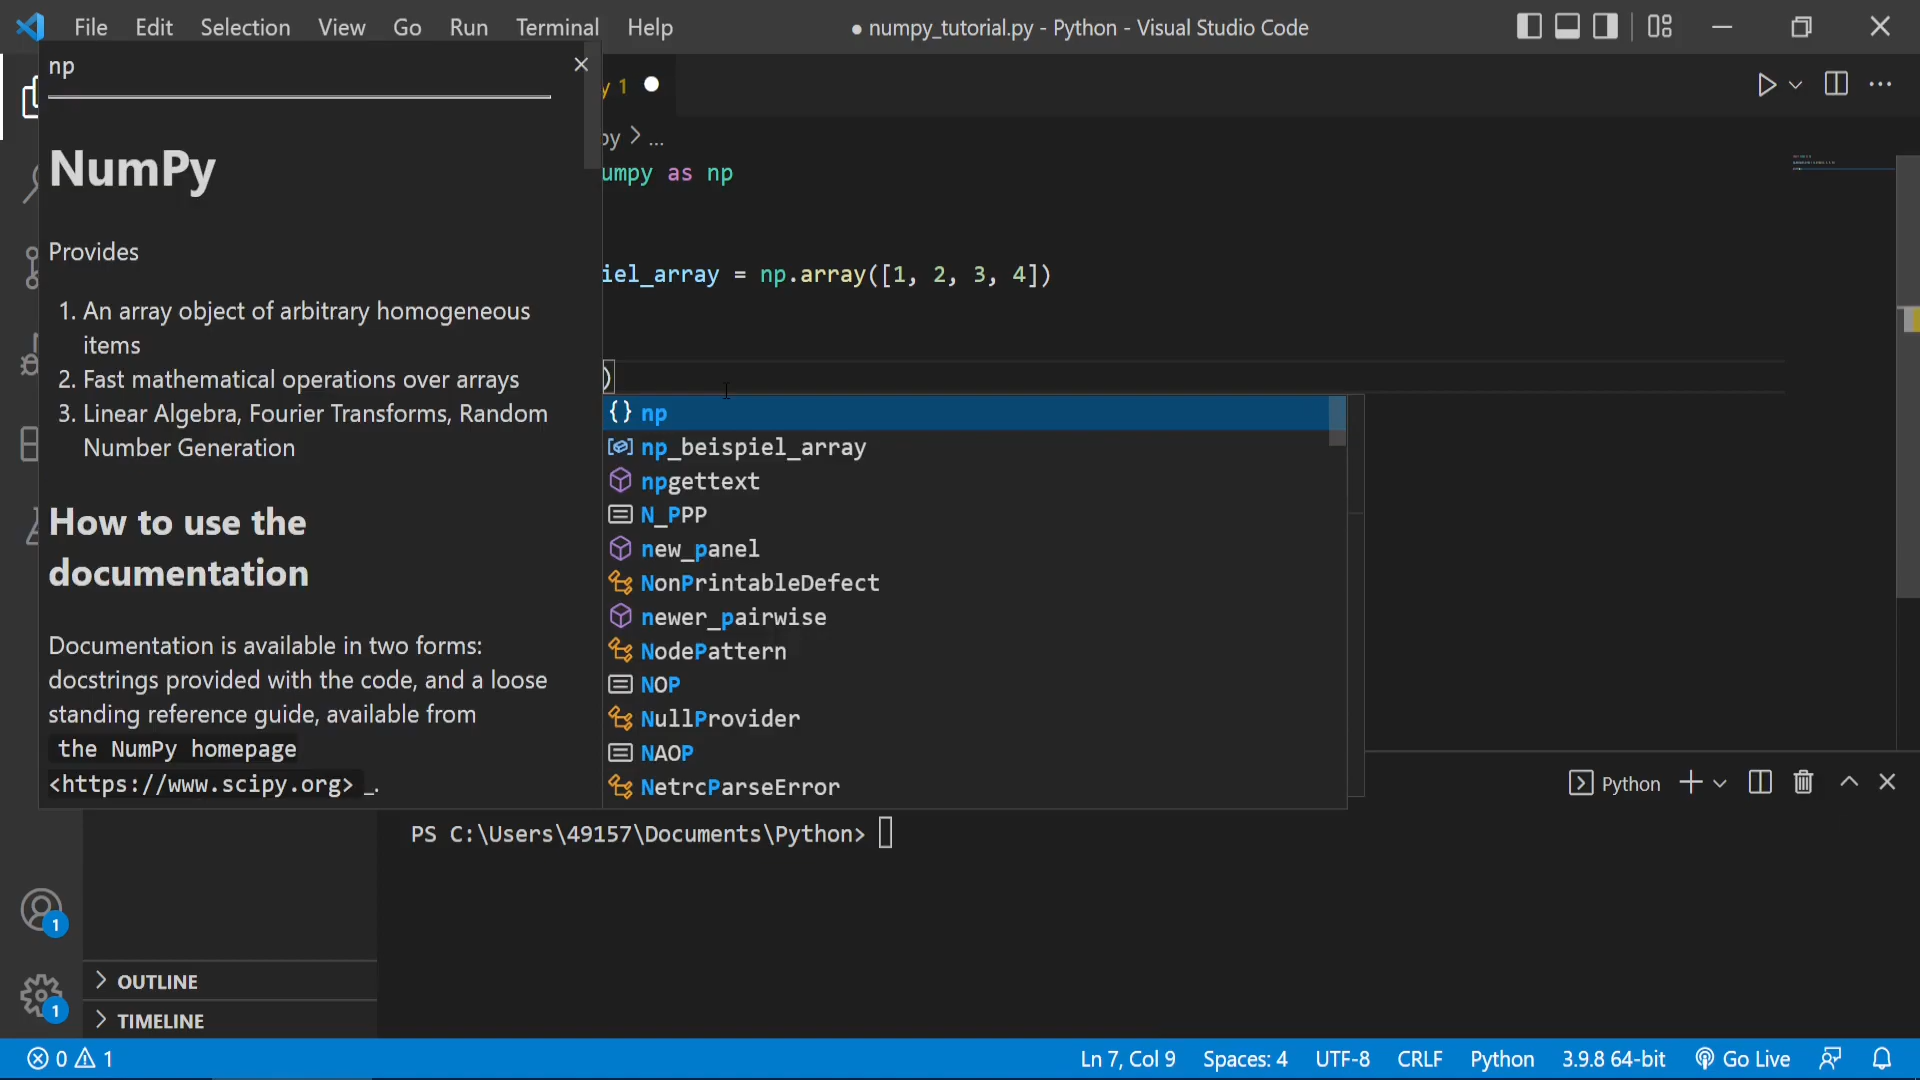 File Edit Selection View Go Run Terminal Help
● numpy_tutorial.py - Python - Visual Studio Code
np
y 1
py > ...
NumPy
umpy as np
Provides
iel_array = np.array([1, 2, 3, 4])
1. An array object of arbitrary homogeneous
items
2. Fast mathematical operations over arrays
3. Linear Algebra, Fourier Transforms, Random
Number Generation
How to use the
documentation
Documentation is available in two forms:
docstrings provided with the code, and a loose
standing reference guide, available from
the NumPy homepage
<https://www.scipy.org> _.
)
{} np
np_beispiel_array
npgettext
N_PPP
new_panel
NonPrintableDefect
newer_pairwise
NodePattern
NOP
NullProvider
NAOP
NetrcParseError
Python
PS C:\Users\49157\Documents\Python>
1
OUTLINE
1
TIMELINE
0 1
Ln 7, Col 9 Spaces: 4 UTF-8 CRLF Python 3.9.8 64-bit Go Live